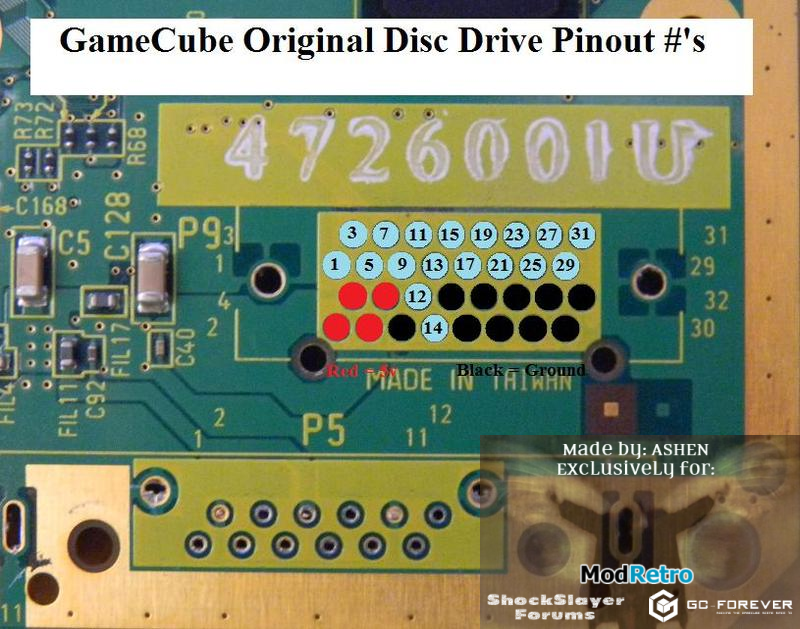 GameCube Original Disc Drive Pinout #'s
R73
R72
R68
4726001U
C168
C5
C128
P9
3
1
4
2
31
29
32
30
3 7 11 15 19 23 27 31
1 5 9 13 17 21 25 29
12
14
Red = 5v
Black = Ground
MADE IN TAIWAN
FIL4
FIL11
C921
FIL17
C40
P5
1
2
11
12
11
Made by: ASHEN
Exclusively for:
ModRetro
ShockSlayer
Forums
GC-FOREVER